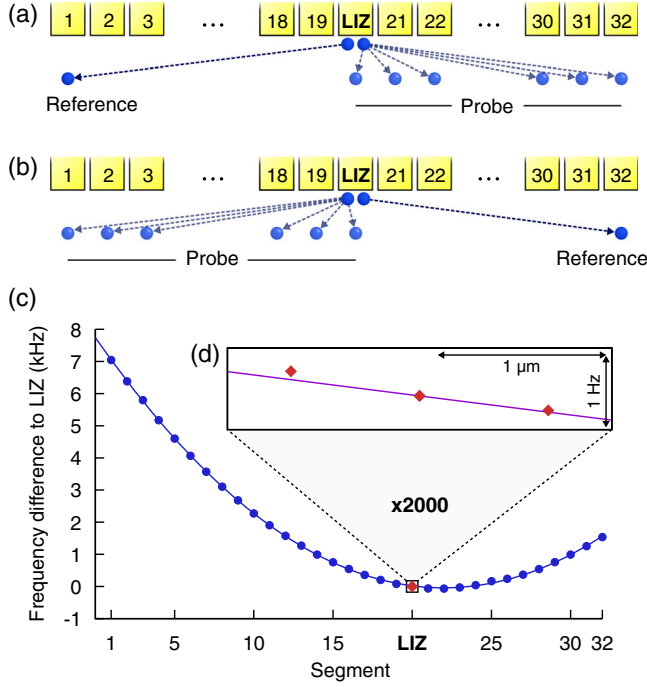 (a)
1 2 3 ... 18 19 LIZ 21 22 ... 30 31 32
Reference
Probe
(b)
1 2 3 ... 18 19 LIZ 21 22 ... 30 31 32
Probe
Reference
(c)
Frequency difference to LIZ (kHz)
8
7
6
5
4
3
2
1
0
-1
(d)
1 μm
1 Hz
x2000
1 5 10 15 LIZ 25 30 32
Segment